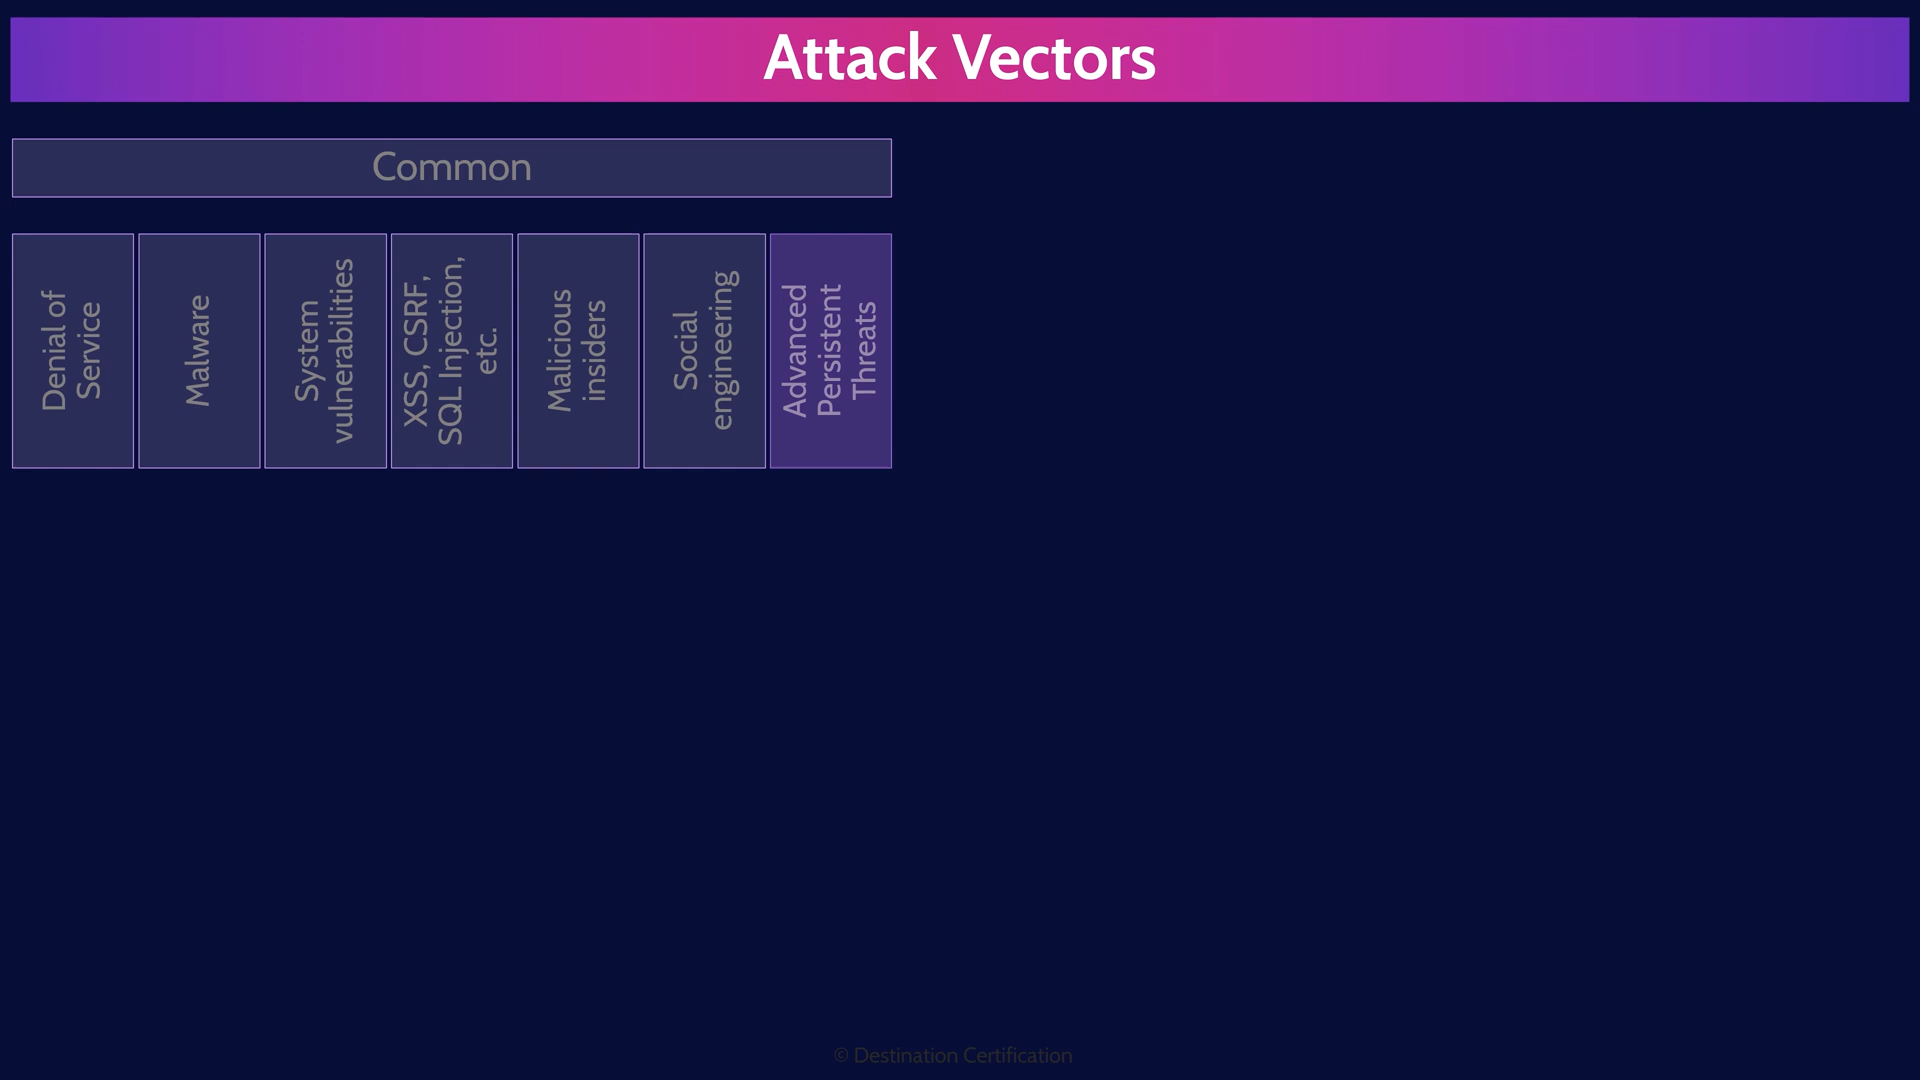 Attack Vectors
Common
Denial of
Service
Malware
System
vulnerabilities
XSS, CSRF,
SQL Injection,
etc.
Malicious
insiders
Social
engineering
Advanced
Persistent
Threats
© Destination Certification